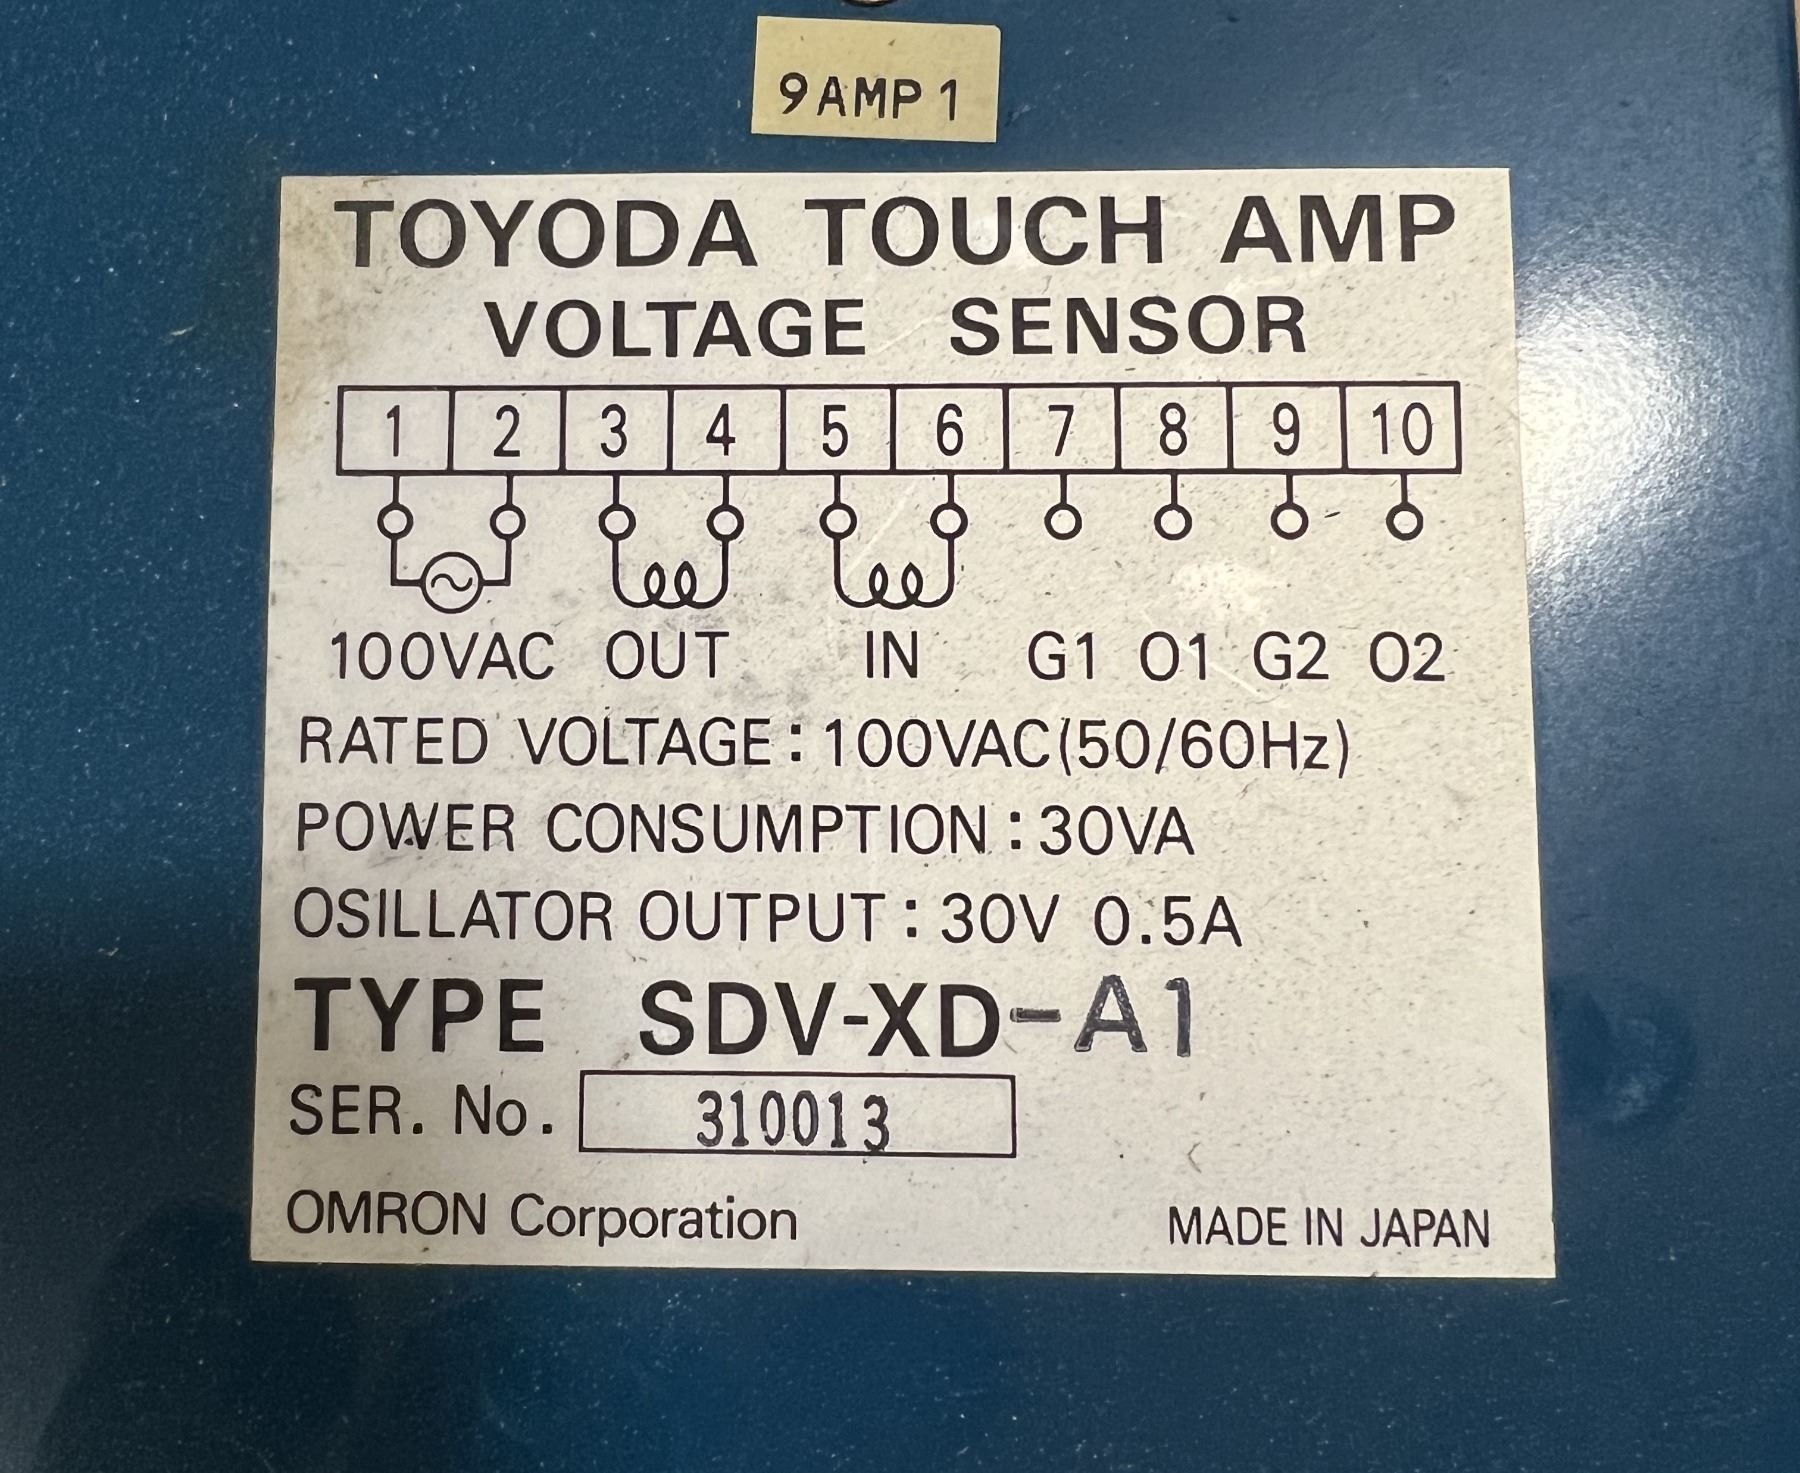 9AMP1
TOYODA TOUCH AMP
VOLTAGE SENSOR
1 2 3 4 5 6 7 8 9 10
100VAC OUT IN G1 O1 G2 O2
RATED VOLTAGE : 100VAC(50/60Hz)
POWER CONSUMPTION : 30VA
OSILLATOR OUTPUT : 30V 0.5A
TYPE SDV-XD-A1
SER. No. 310013
OMRON Corporation MADE IN JAPAN